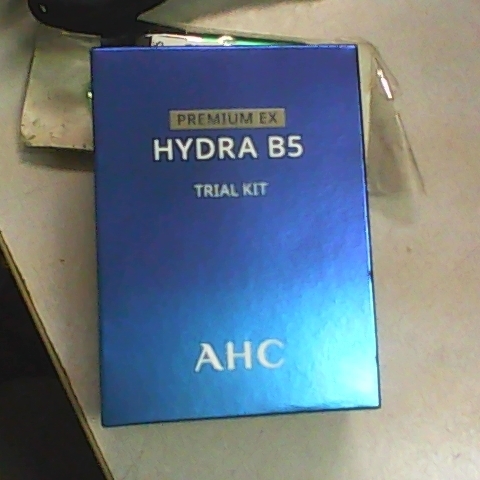 PREMIUM EX
HYDRA B5
TRIAL KIT
AHC